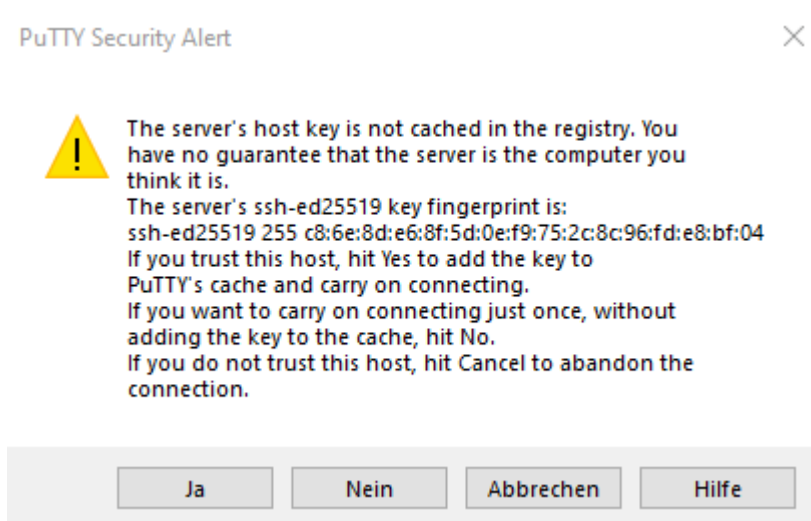 PuTTY Security Alert
The server's host key is not cached in the registry. You
have no guarantee that the server is the computer you
think it is.
The server's ssh-ed25519 key fingerprint is:
ssh-ed25519 255 c8:6e:8d:e6:8f:5d:0e:f9:75:2c:8c:96:fd:e8:bf:04
If you trust this host, hit Yes to add the key to
PuTTY's cache and carry on connecting.
If you want to carry on connecting just once, without
adding the key to the cache, hit No.
If you do not trust this host, hit Cancel to abandon the
connection.
Ja Nein Abbrechen Hilfe